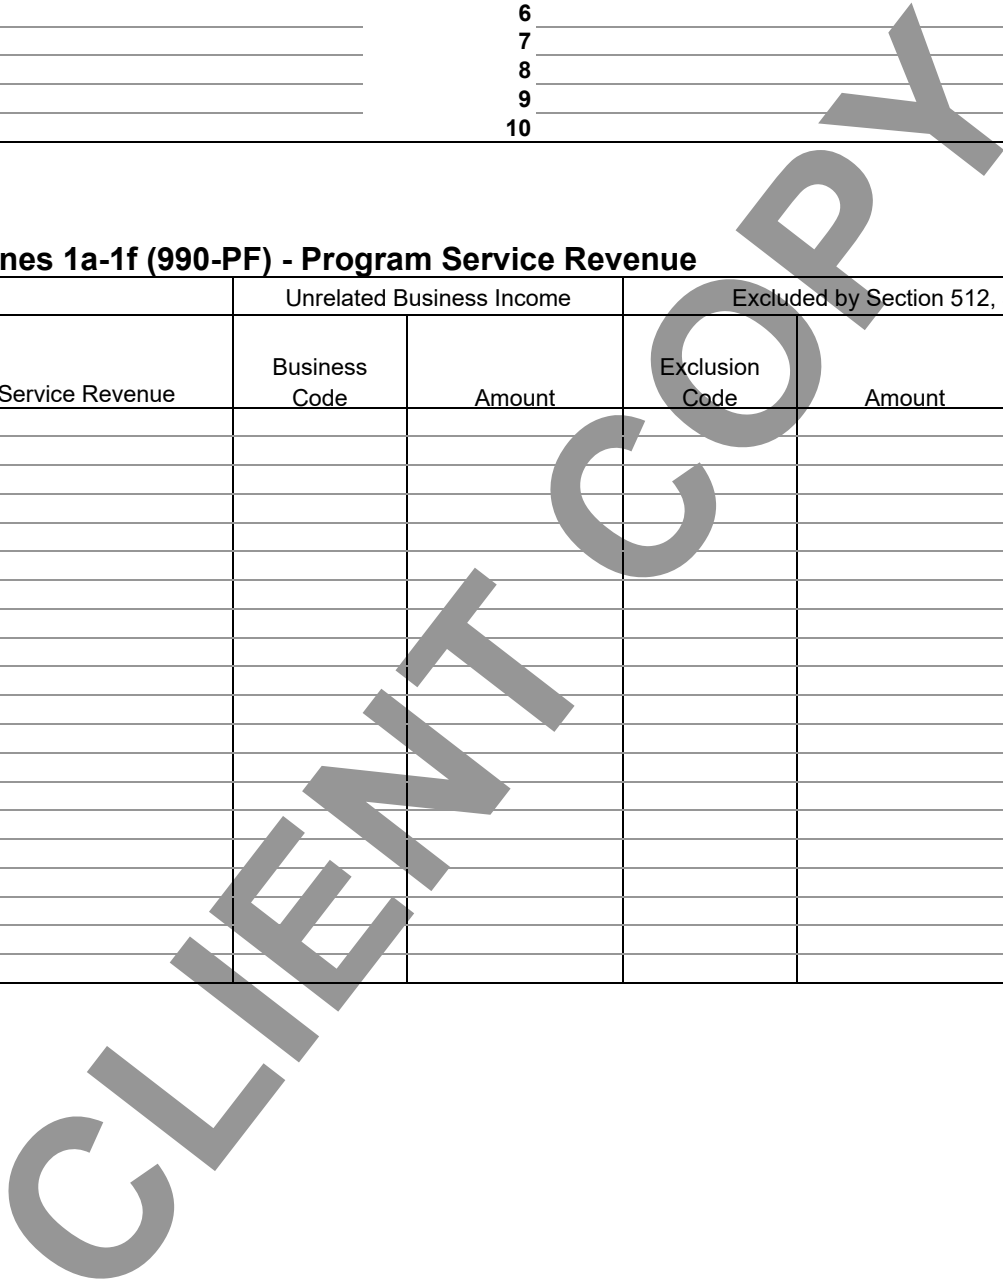 6
7
8
9
10
nes 1a-1f (990-PF) - Program Service Revenue
Unrelated Business Income Excluded by Section 512,
Service Revenue Business Code Amount Exclusion Code Amount
CLIENT COPY